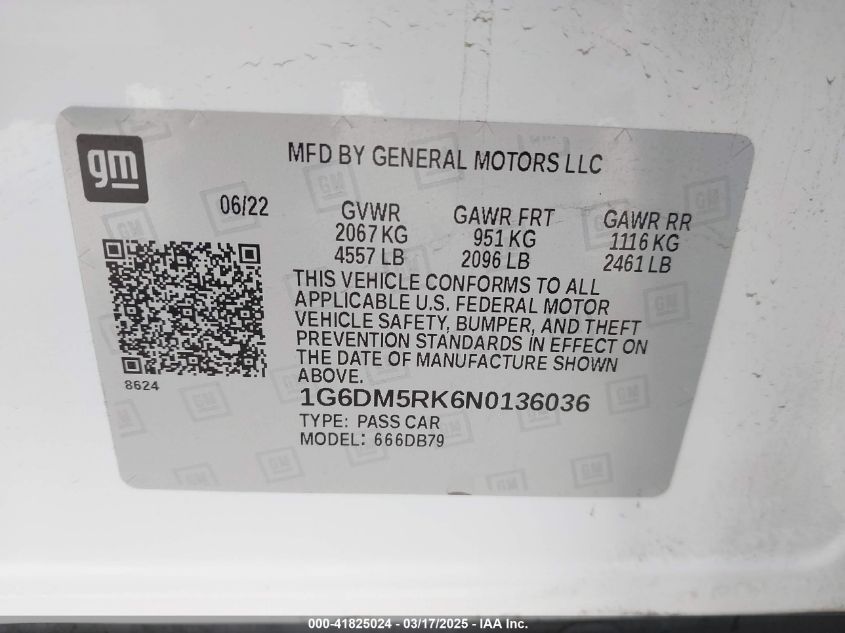 gm
MFD BY GENERAL MOTORS LLC
06/22
GVWR GAWR FRT GAWR RR
2067 KG 951 KG 1116 KG
4557 LB 2096 LB 2461 LB
THIS VEHICLE CONFORMS TO ALL
APPLICABLE U.S. FEDERAL MOTOR
VEHICLE SAFETY, BUMPER, AND THEFT
PREVENTION STANDARDS IN EFFECT ON
THE DATE OF MANUFACTURE SHOWN
ABOVE.
8624
1G6DM5RK6N0136036
TYPE: PASS CAR
MODEL: 666DB79
000-41825024 - 03/17/2025 - IAA Inc.